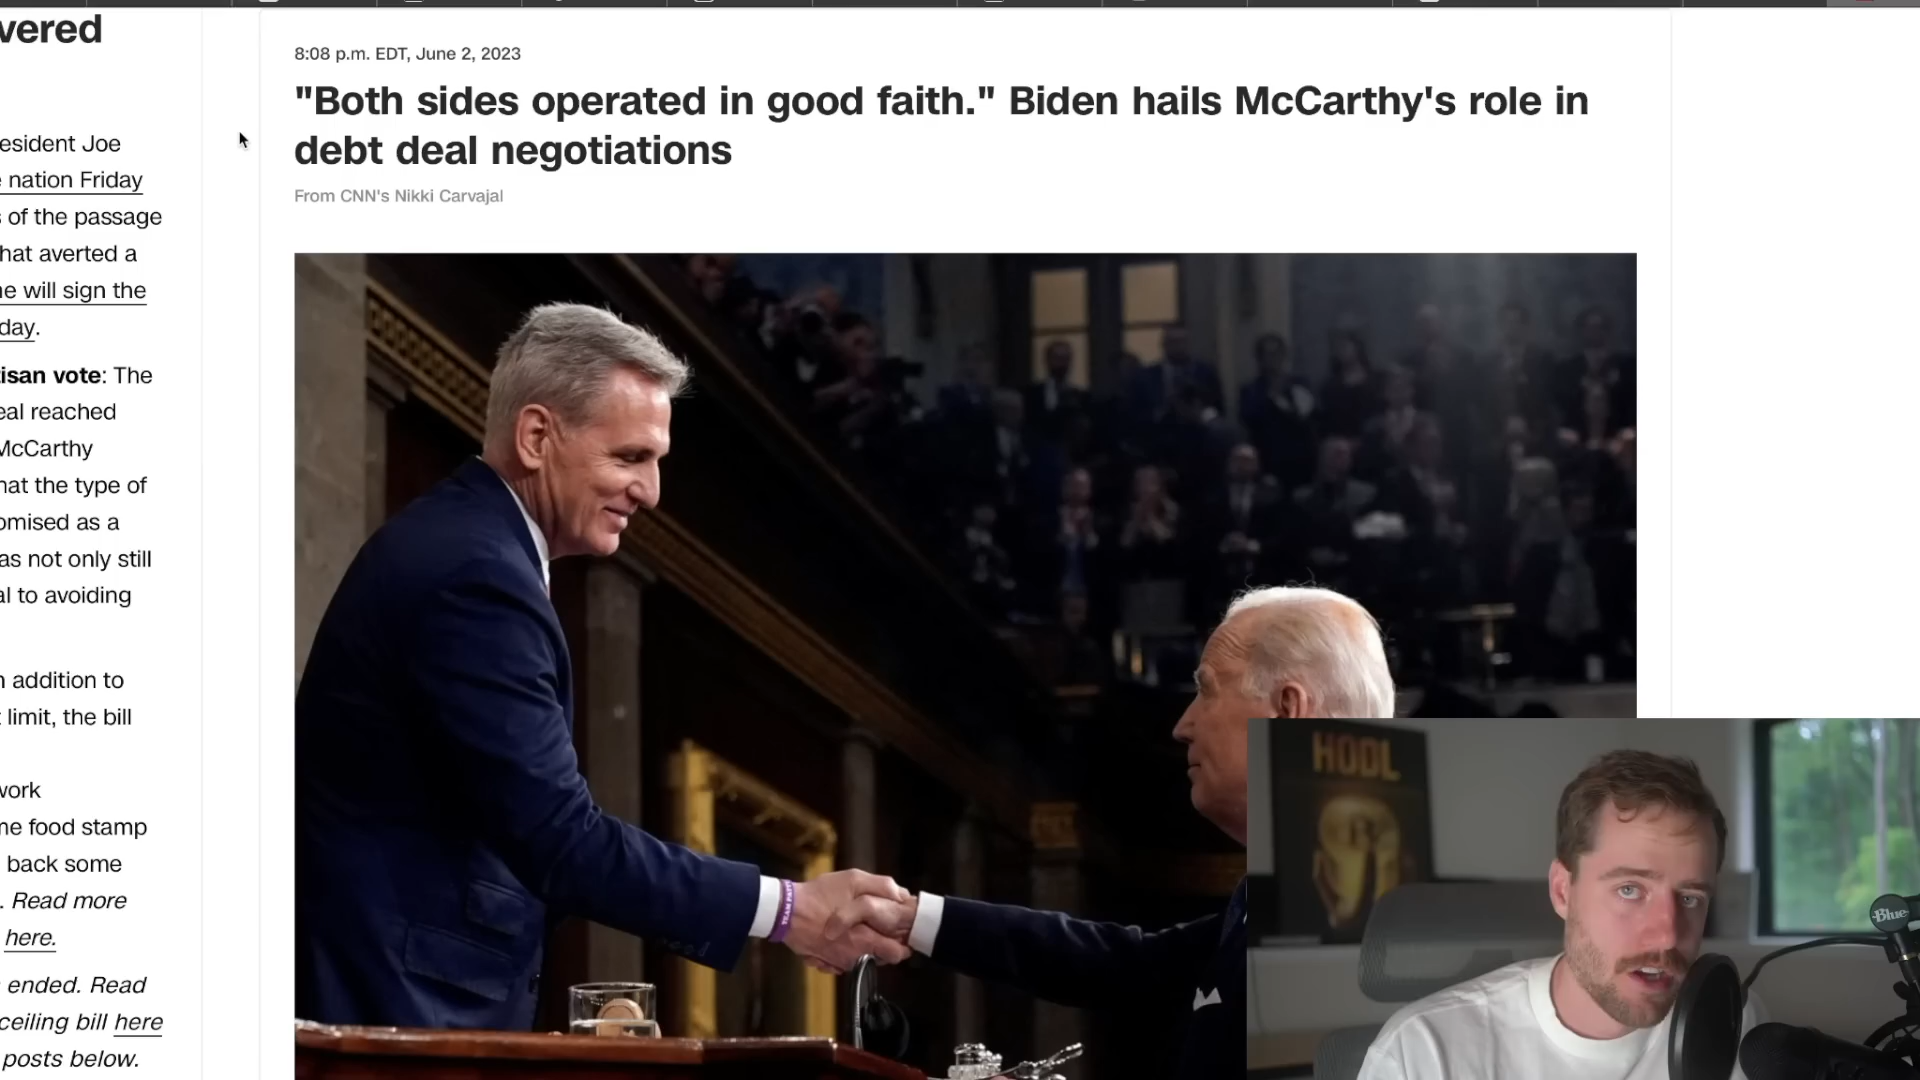 vered
esident Joe
e nation Friday
s of the passage
hat averted a
ne will sign the
day.
tisan vote: The
eal reached
McCarthy
hat the type of
omised as a
as not only still
al to avoiding
n addition to
t limit, the bill
work
me food stamp
back some
. Read more
here.
ended. Read
ceiling bill here
posts below.
8:08 p.m. EDT, June 2, 2023
"Both sides operated in good faith." Biden hails McCarthy's role in
debt deal negotiations
From CNN's Nikki Carvajal
TEAM
HODL
Blue